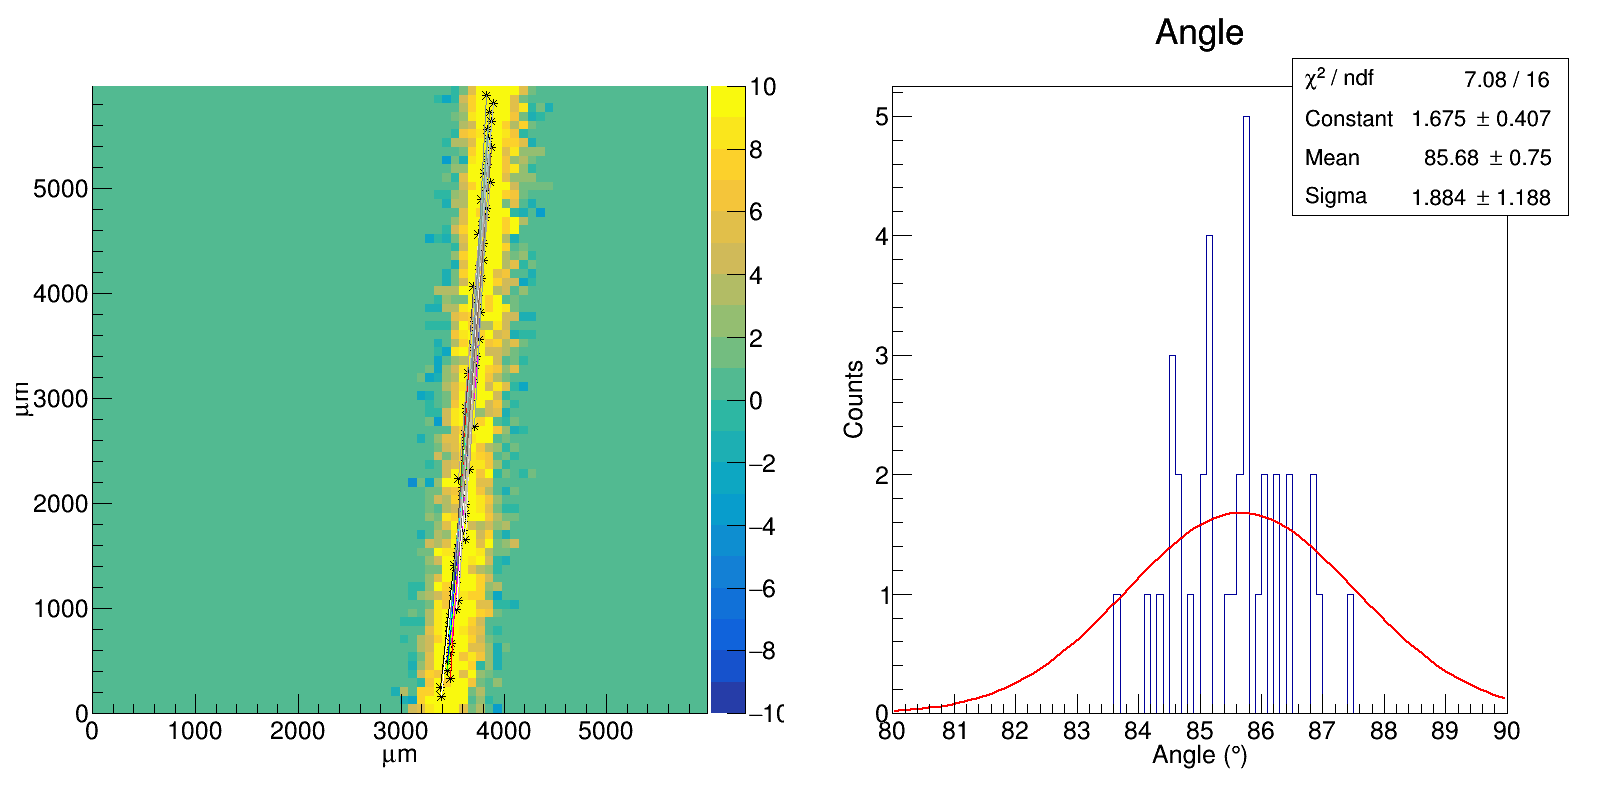 Angle
χ² / ndf 7.08 / 16
Constant 1.675 ± 0.407
Mean 85.68 ± 0.75
Sigma 1.884 ± 1.188
μm
5000
4000
3000
2000
1000
0
0 1000 2000 3000 4000 5000
μm
10
8
6
4
2
0
−2
−4
−6
−8
−10
Counts
5
4
3
2
1
0
80 81 82 83 84 85 86 87 88 89 90
Angle (°)